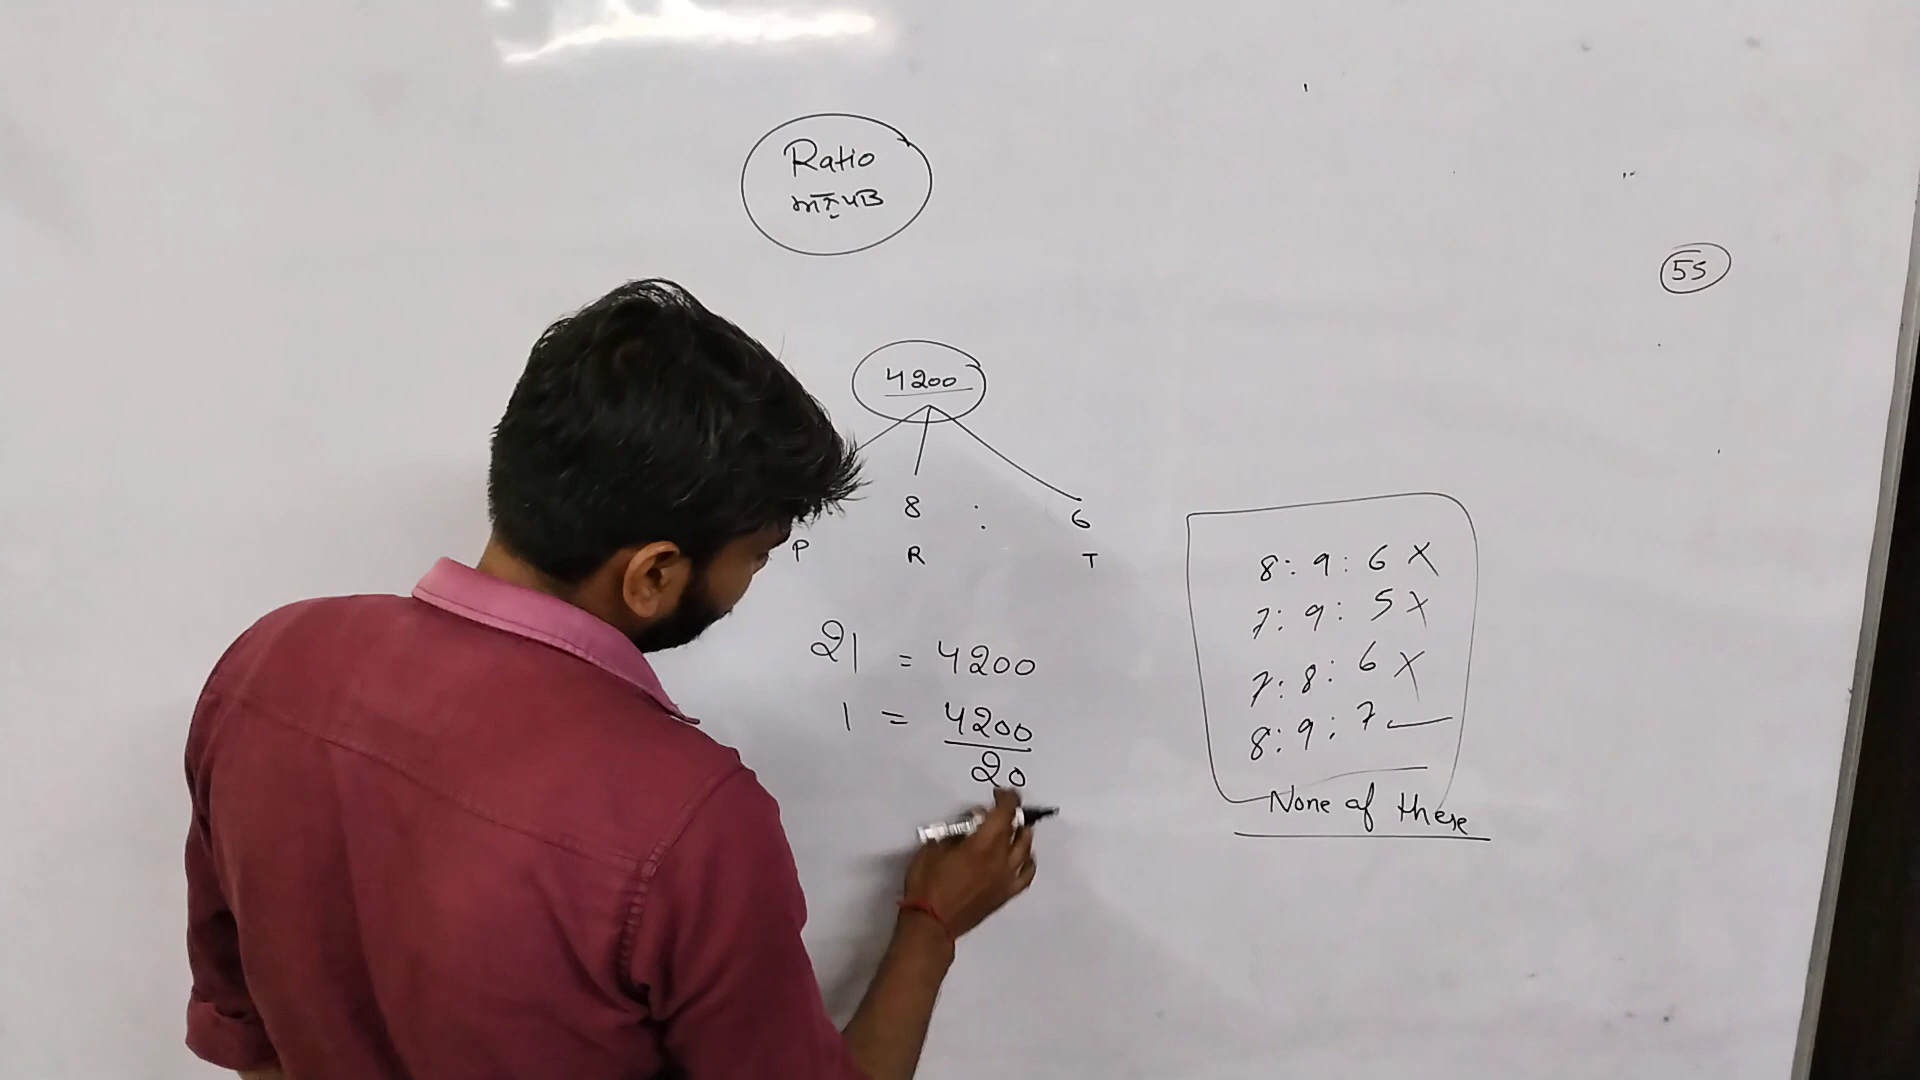 Ratio
ਅਨੁਪਾਤ
55
4200
8 : 6
P R T
21 = 4200
1 = 4200
20
8 : 9 : 6 X
7 : 9 : 5 X
7 : 8 : 6 X
8 : 9 : 7
None of these